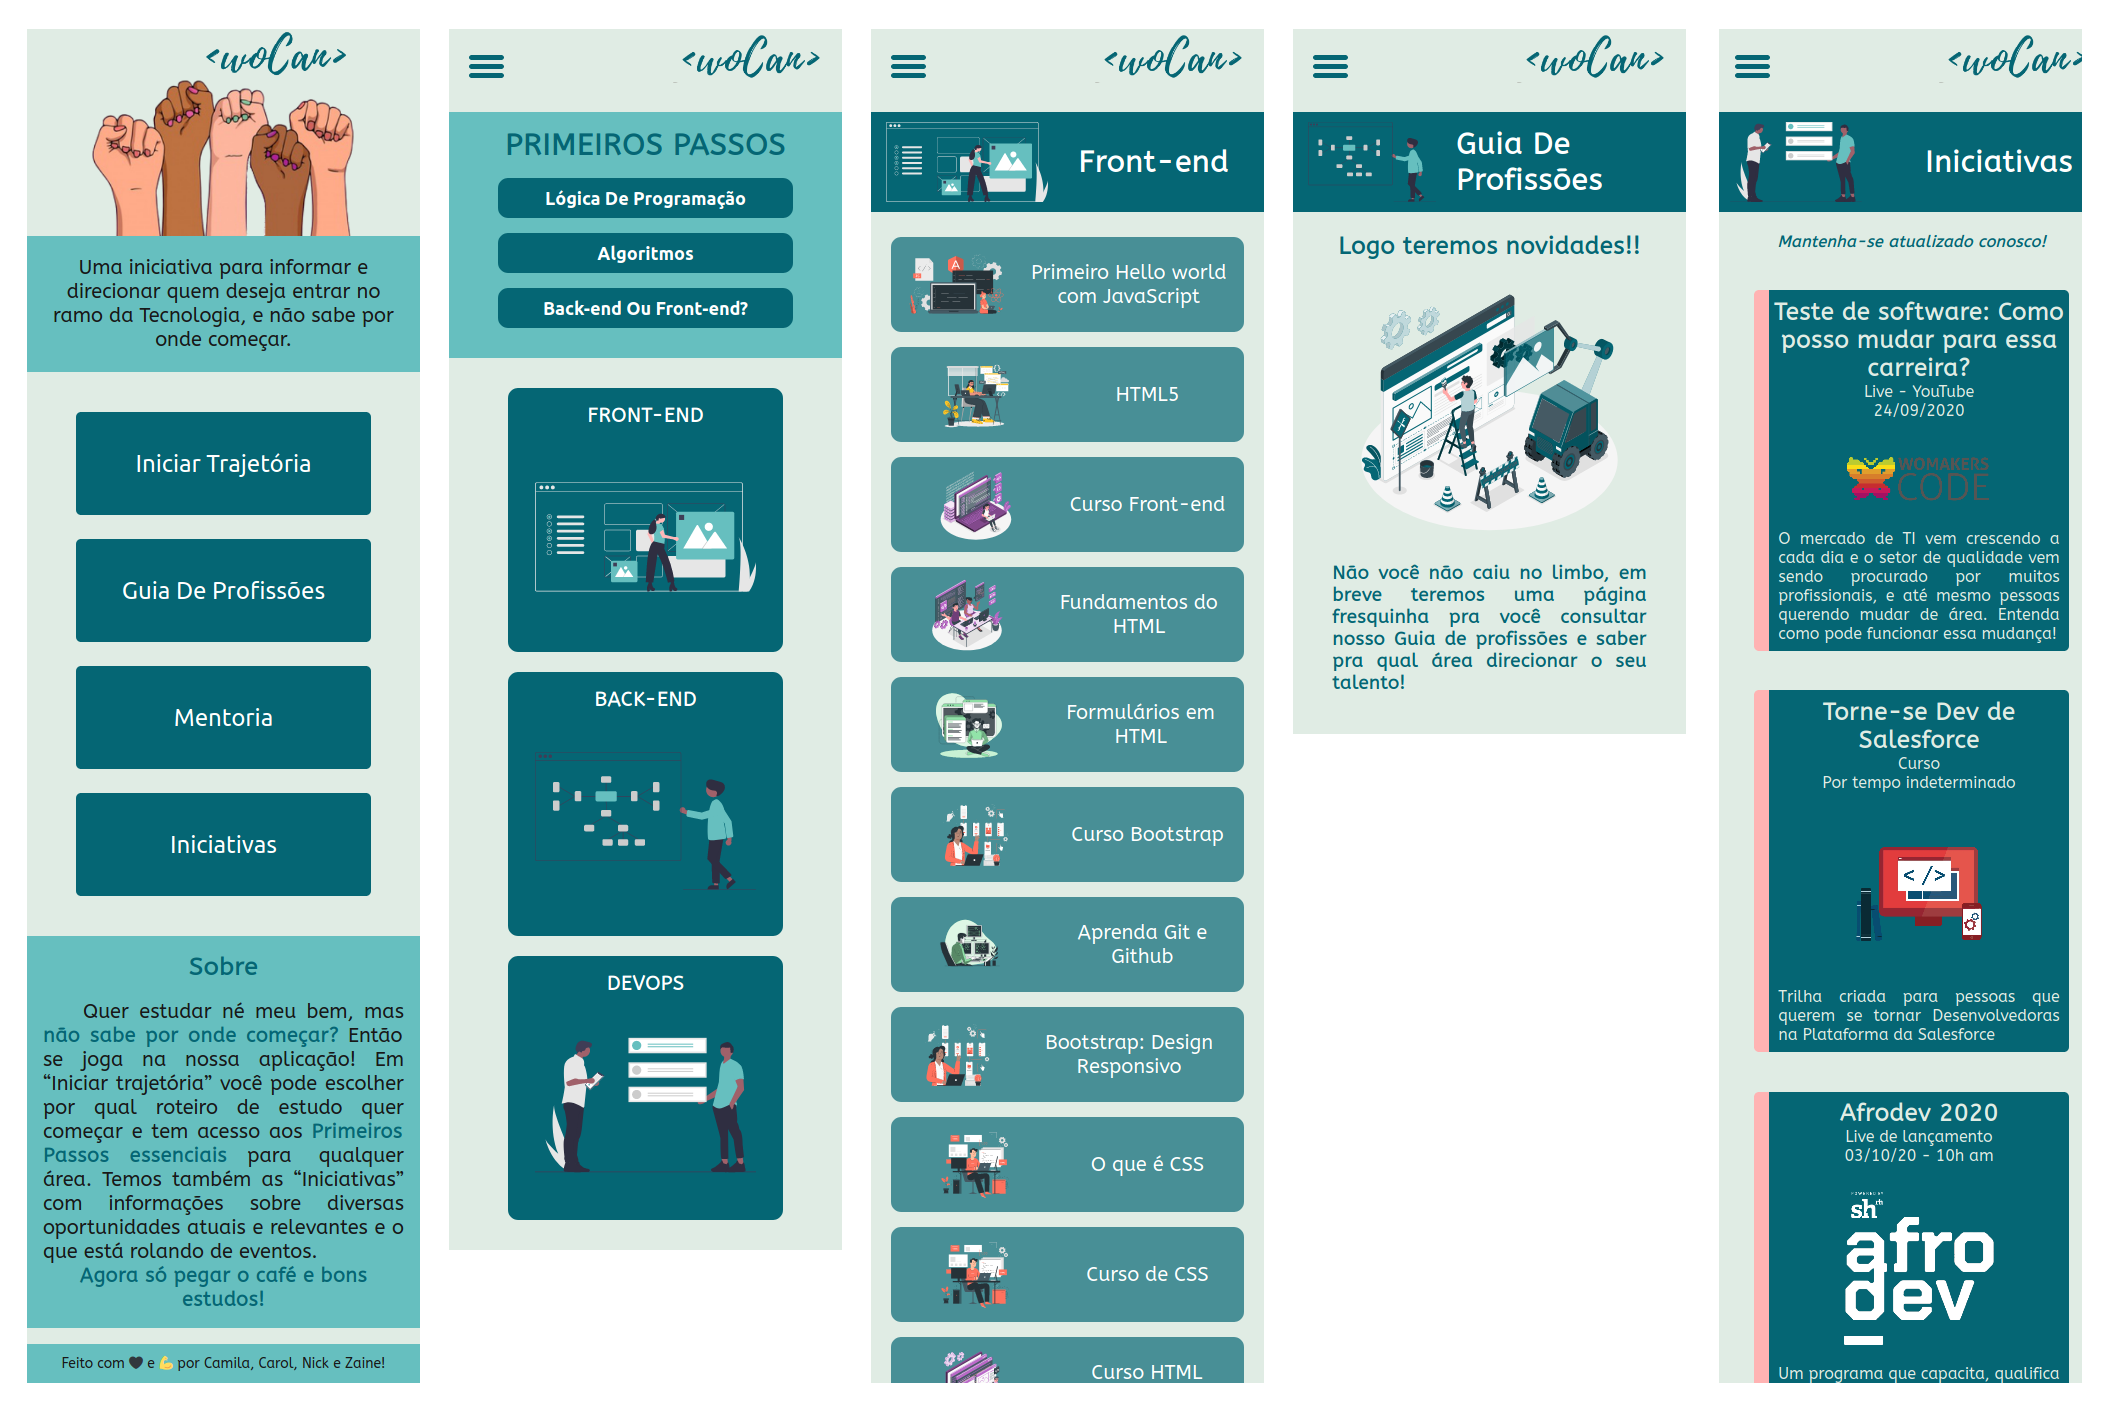 <woCan>
Uma iniciativa para informar e
direcionar quem deseja entrar no
ramo da Tecnologia, e não sabe por
onde começar.
Iniciar Trajetória
Guia De Profissões
Mentoria
Iniciativas
Sobre
Quer estudar né meu bem, mas
não sabe por onde começar? Então
se joga na nossa aplicação! Em
“Iniciar trajetória” você pode escolher
por qual roteiro de estudo quer
começar e tem acesso aos Primeiros
Passos essenciais para qualquer
área. Temos também as “Iniciativas”
com informações sobre diversas
oportunidades atuais e relevantes e o
que está rolando de eventos.
Agora só pegar o café e bons
estudos!
Feito com 🖤 e 💪 por Camila, Carol, Nick e Zaine!
<woCan>
PRIMEIROS PASSOS
Lógica De Programação
Algoritmos
Back-end Ou Front-end?
FRONT-END
BACK-END
DEVOPS
<woCan>
Front-end
Primeiro Hello world
com JavaScript
HTML5
Curso Front-end
Fundamentos do
HTML
Formulários em
HTML
Curso Bootstrap
Aprenda Git e
Github
Bootstrap: Design
Responsivo
O que é CSS
Curso de CSS
Curso HTML
<woCan>
Guia De
Profissões
Logo teremos novidades!!
Não você não caiu no limbo, em
breve teremos uma página
fresquinha pra você consultar
nosso Guia de profissões e saber
pra qual área direcionar o seu
talento!
<woCan>
Iniciativas
Mantenha-se atualizado conosco!
Teste de software: Como
posso mudar para essa
carreira?
Live - YouTube
24/09/2020
WOMAKERS
CODE
O mercado de TI vem crescendo a
cada dia e o setor de qualidade vem
sendo procurado por muitos
profissionais, e até mesmo pessoas
querendo mudar de área. Entenda
como pode funcionar essa mudança!
Torne-se Dev de
Salesforce
Curso
Por tempo indeterminado
</>
Trilha criada para pessoas que
querem se tornar Desenvolvedoras
na Plataforma da Salesforce
Afrodev 2020
Live de lançamento
03/10/20 - 10h am
POWERED BY
sh
afro
dev
Um programa que capacita, qualifica